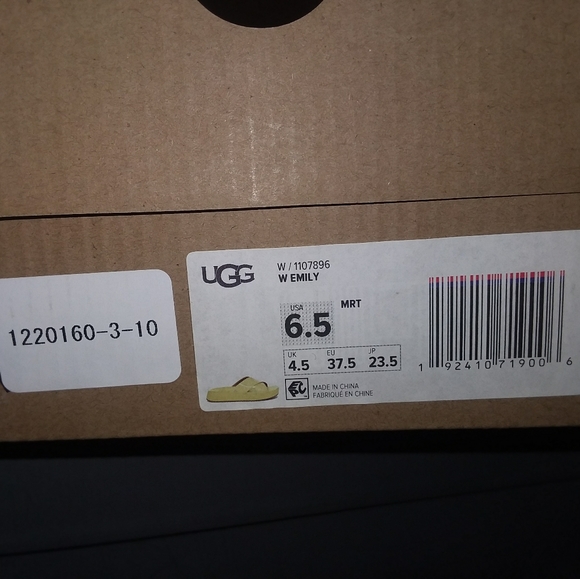 1220160-3-10
UGG
W / 1107896
W EMILY
USA
6.5
MRT
UK EU JP
4.5 37.5 23.5
MADE IN CHINA
FABRIQUÉ EN CHINE
1 92410 71900 6